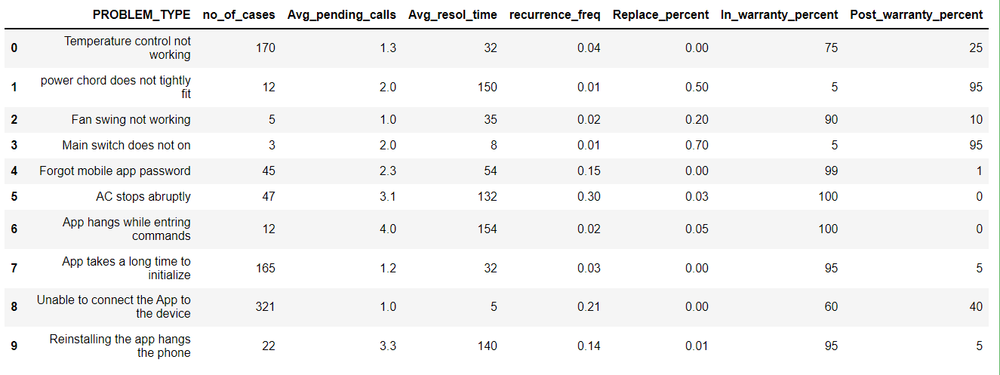 PROBLEM_TYPE no_of_cases Avg_pending_calls Avg_resol_time recurrence_freq Replace_percent In_warranty_percent Post_warranty_percent
0 Temperature control not working 170 1.3 32 0.04 0.00 75 25
1 power chord does not tightly fit 12 2.0 150 0.01 0.50 5 95
2 Fan swing not working 5 1.0 35 0.02 0.20 90 10
3 Main switch does not on 3 2.0 8 0.01 0.70 5 95
4 Forgot mobile app password 45 2.3 54 0.15 0.00 99 1
5 AC stops abruptly 47 3.1 132 0.30 0.03 100 0
6 App hangs while entring commands 12 4.0 154 0.02 0.05 100 0
7 App takes a long time to initialize 165 1.2 32 0.03 0.00 95 5
8 Unable to connect the App to the device 321 1.0 5 0.21 0.00 60 40
9 Reinstalling the app hangs the phone 22 3.3 140 0.14 0.01 95 5